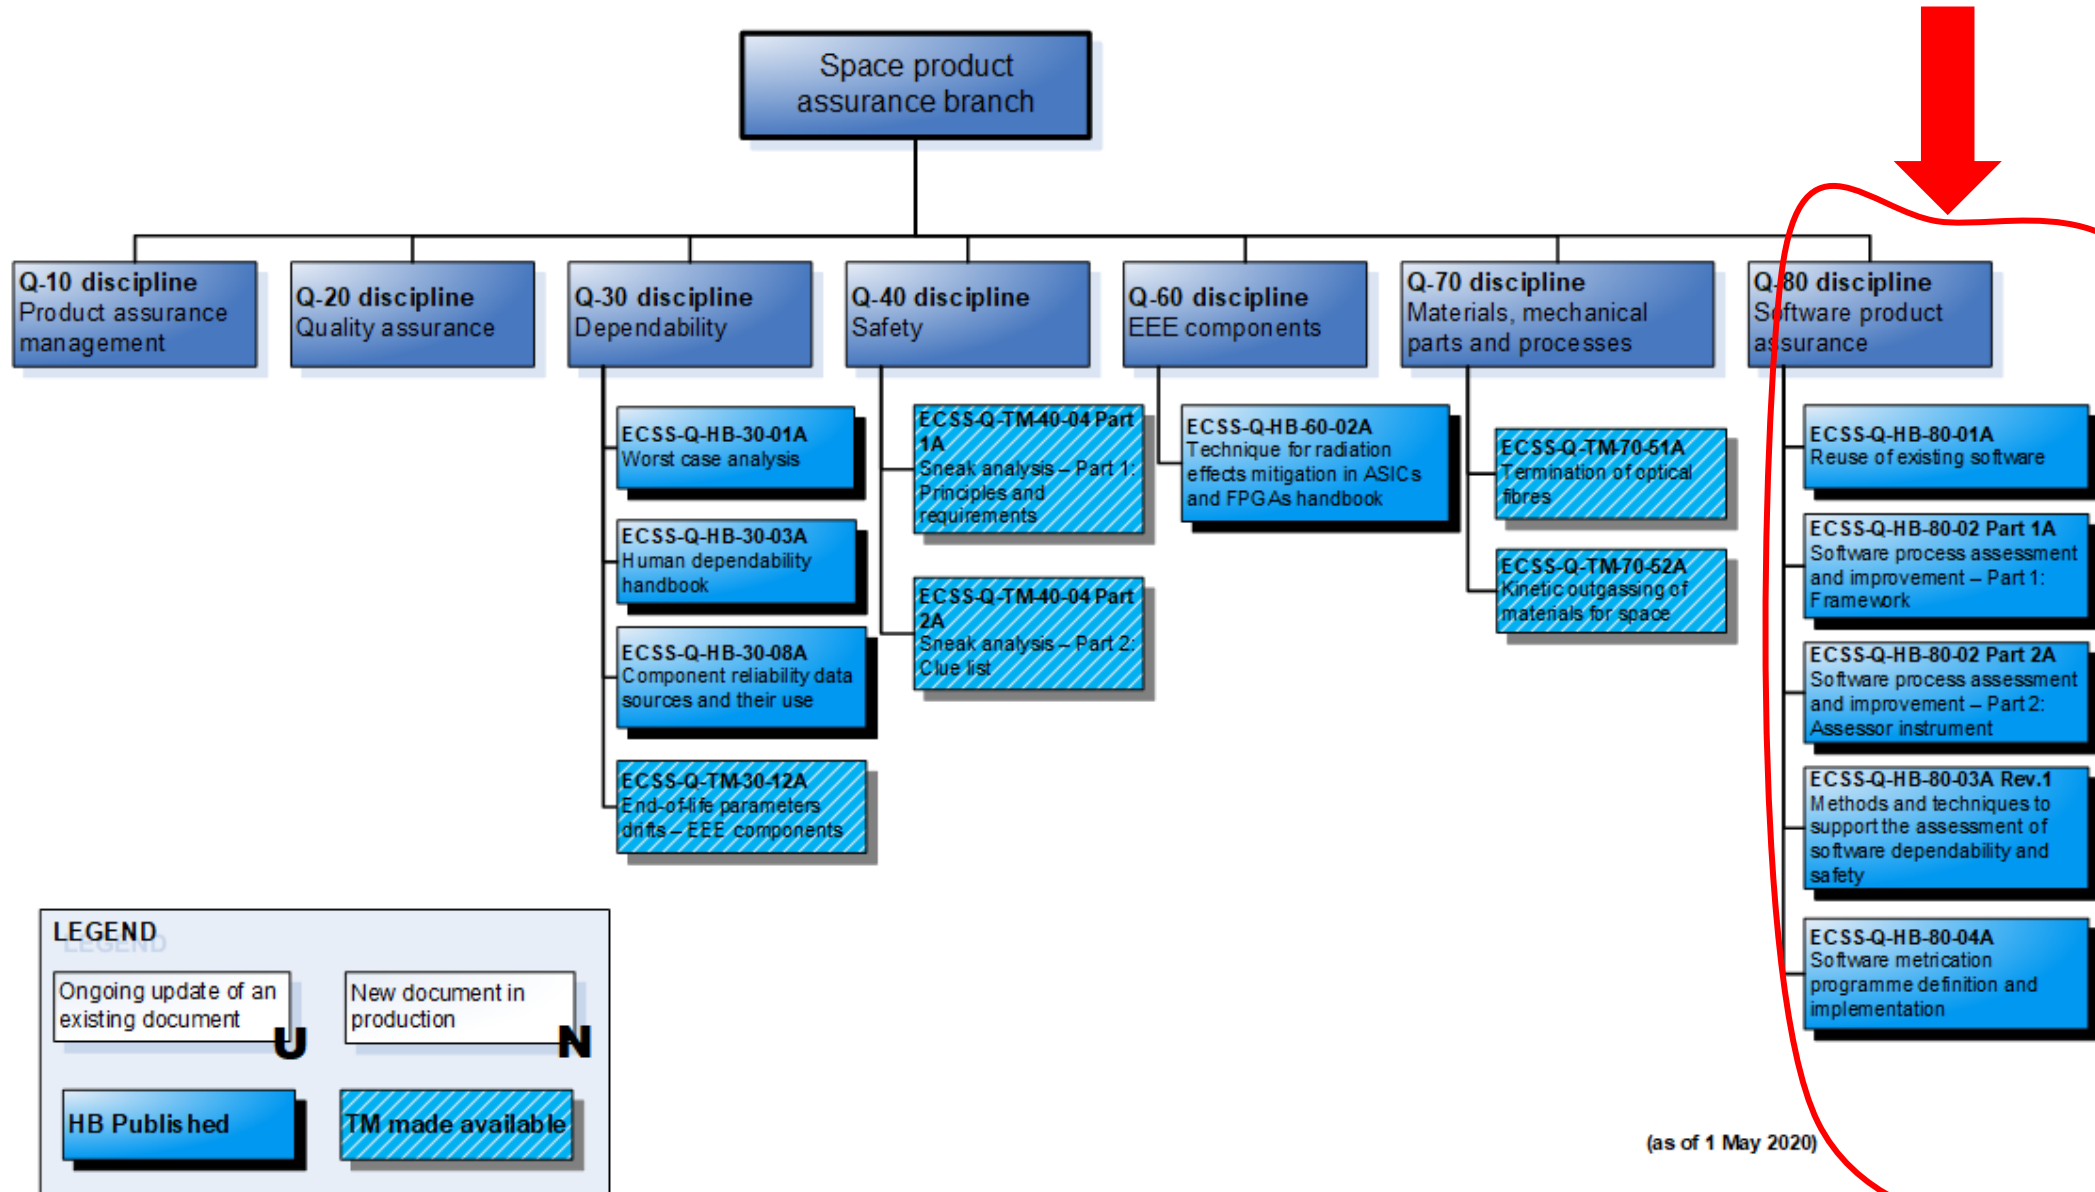 Space product
assurance branch
Q-10 discipline
Product assurance
management
Q-20 discipline
Quality assurance
Q-30 discipline
Dependability
Q-40 discipline
Safety
Q-60 discipline
EEE components
Q-70 discipline
Materials, mechanical
parts and processes
Q-80 discipline
Software product
assurance
ECSS-Q-HB-30-01A
Worst case analysis
ECSS-Q-HB-30-03A
Human dependability
handbook
ECSS-Q-HB-30-08A
Component reliability data
sources and their use
ECSS-Q-TM-30-12A
End-of-life parameters
drifts – EEE components
ECSS-Q-TM-40-04 Part
1A
Sneak analysis – Part 1:
Principles and
requirements
ECSS-Q-TM-40-04 Part
2A
Sneak analysis – Part 2:
Clue list
ECSS-Q-HB-60-02A
Technique for radiation
effects mitigation in ASICs
and FPGAs handbook
ECSS-Q-TM-70-51A
Termination of optical
fibres
ECSS-Q-TM-70-52A
Kinetic outgassing of
materials for space
ECSS-Q-HB-80-01A
Reuse of existing software
ECSS-Q-HB-80-02 Part 1A
Software process assessment
and improvement – Part 1:
Framework
ECSS-Q-HB-80-02 Part 2A
Software process assessment
and improvement – Part 2:
Assessor instrument
ECSS-Q-HB-80-03A Rev.1
Methods and techniques to
support the assessment of
software dependability and
safety
ECSS-Q-HB-80-04A
Software metrication
programme definition and
implementation
LEGEND
Ongoing update of an
existing document
U
New document in
production
N
HB Published
TM made available
(as of 1 May 2020)